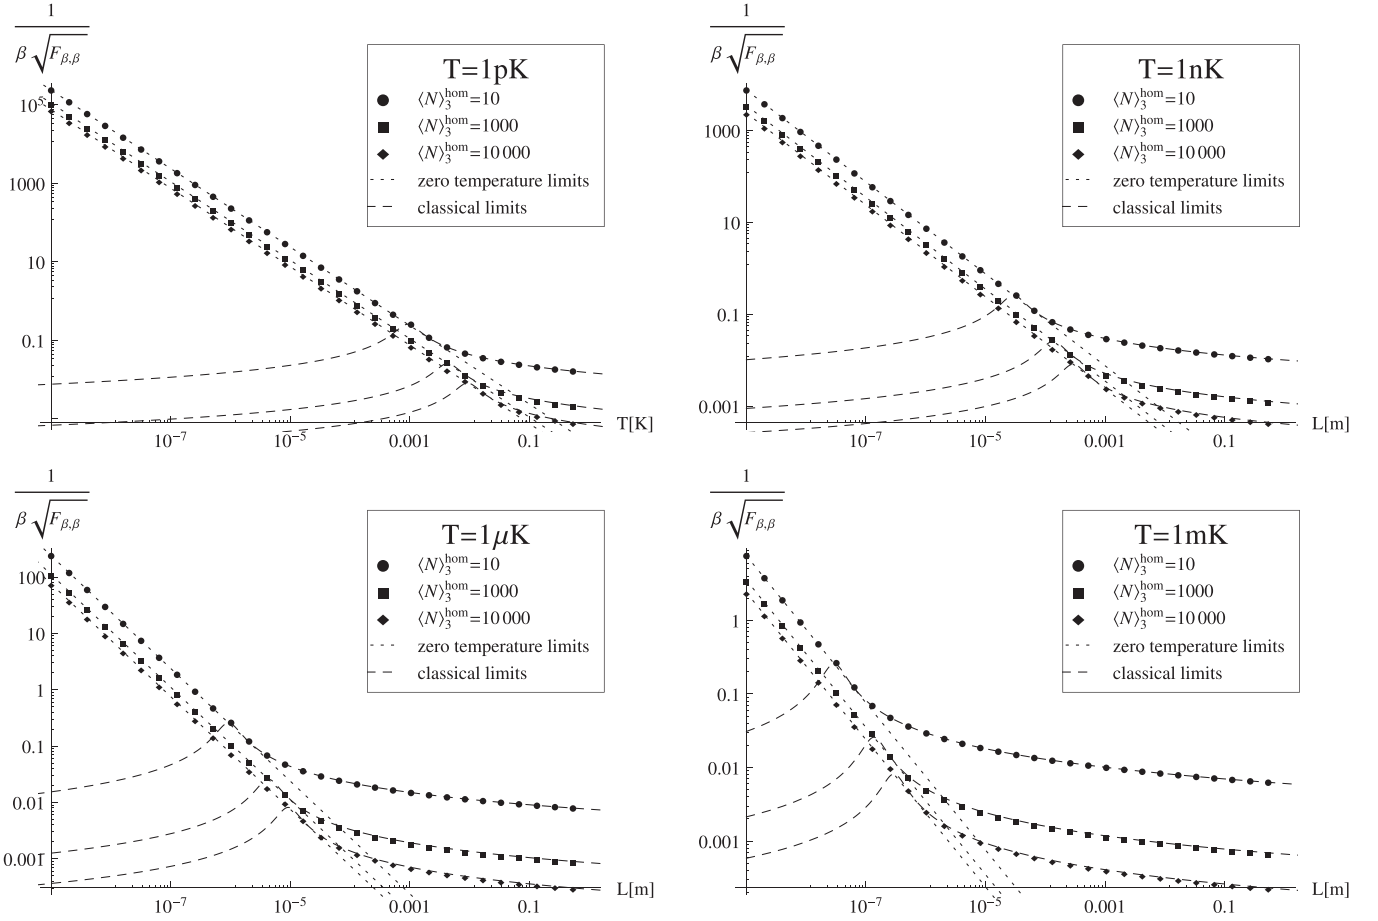 1
β √F_β,β
T=1pK
⟨N⟩₃^hom=10
⟨N⟩₃^hom=1000
⟨N⟩₃^hom=10 000
zero temperature limits
classical limits
10⁵
1000
10
0.1
10⁻⁷
10⁻⁵
0.001
0.1
T[K]
1
β √F_β,β
T=1nK
⟨N⟩₃^hom=10
⟨N⟩₃^hom=1000
⟨N⟩₃^hom=10 000
zero temperature limits
classical limits
1000
10
0.1
0.001
10⁻⁷
10⁻⁵
0.001
0.1
L[m]
1
β √F_β,β
T=1μK
⟨N⟩₃^hom=10
⟨N⟩₃^hom=1000
⟨N⟩₃^hom=10 000
zero temperature limits
classical limits
100
10
1
0.1
0.01
0.001
10⁻⁷
10⁻⁵
0.001
0.1
L[m]
1
β √F_β,β
T=1mK
⟨N⟩₃^hom=10
⟨N⟩₃^hom=1000
⟨N⟩₃^hom=10 000
zero temperature limits
classical limits
1
0.1
0.01
0.001
10⁻⁷
10⁻⁵
0.001
0.1
L[m]